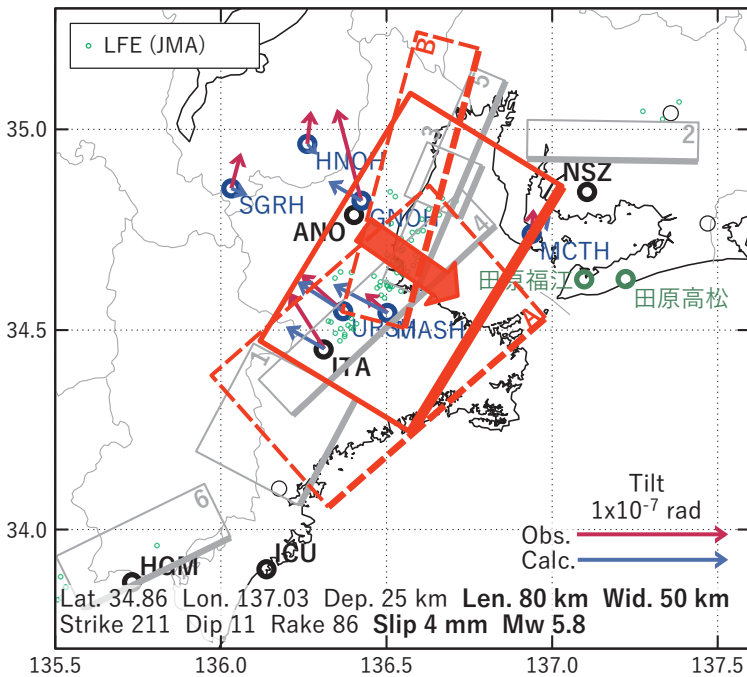 LFE (JMA)
B
5
35.0
3
2
HNOH
NSZ
SGRH
GNOH
ANO
4
MCTH
田原福江
田原高松
34.5
URSH
MASH
A
1
ITA
Tilt
1x10⁻⁷ rad
6
34.0
Obs.
Calc.
HGM
ICU
Lat. 34.86 Lon. 137.03 Dep. 25 km Len. 80 km Wid. 50 km
Strike 211 Dip 11 Rake 86 Slip 4 mm Mw 5.8
135.5 136.0 136.5 137.0 137.5